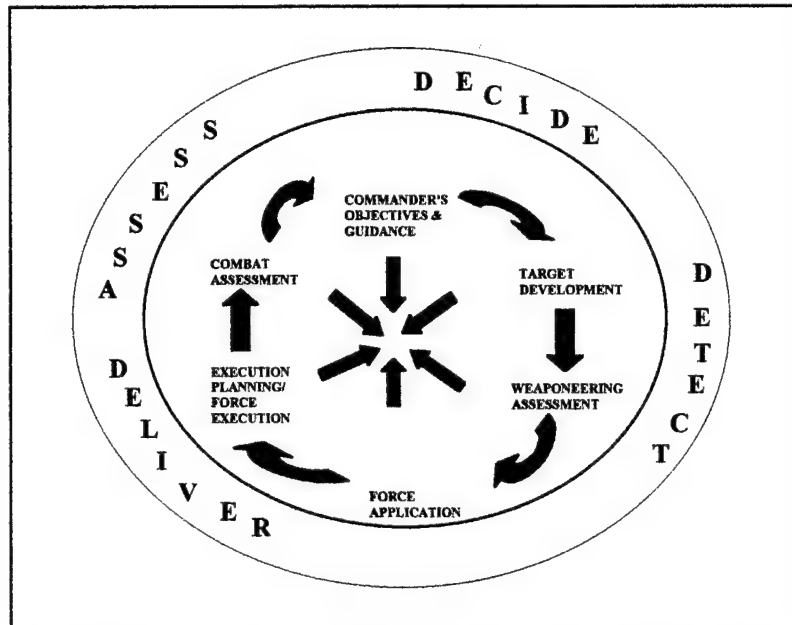 DECIDE
DETECT
DELIVER
ASSESS
COMMANDER'S
OBJECTIVES &
GUIDANCE
TARGET
DEVELOPMENT
WEAPONEERING
ASSESSMENT
FORCE
APPLICATION
EXECUTION
PLANNING/
FORCE
EXECUTION
COMBAT
ASSESSMENT